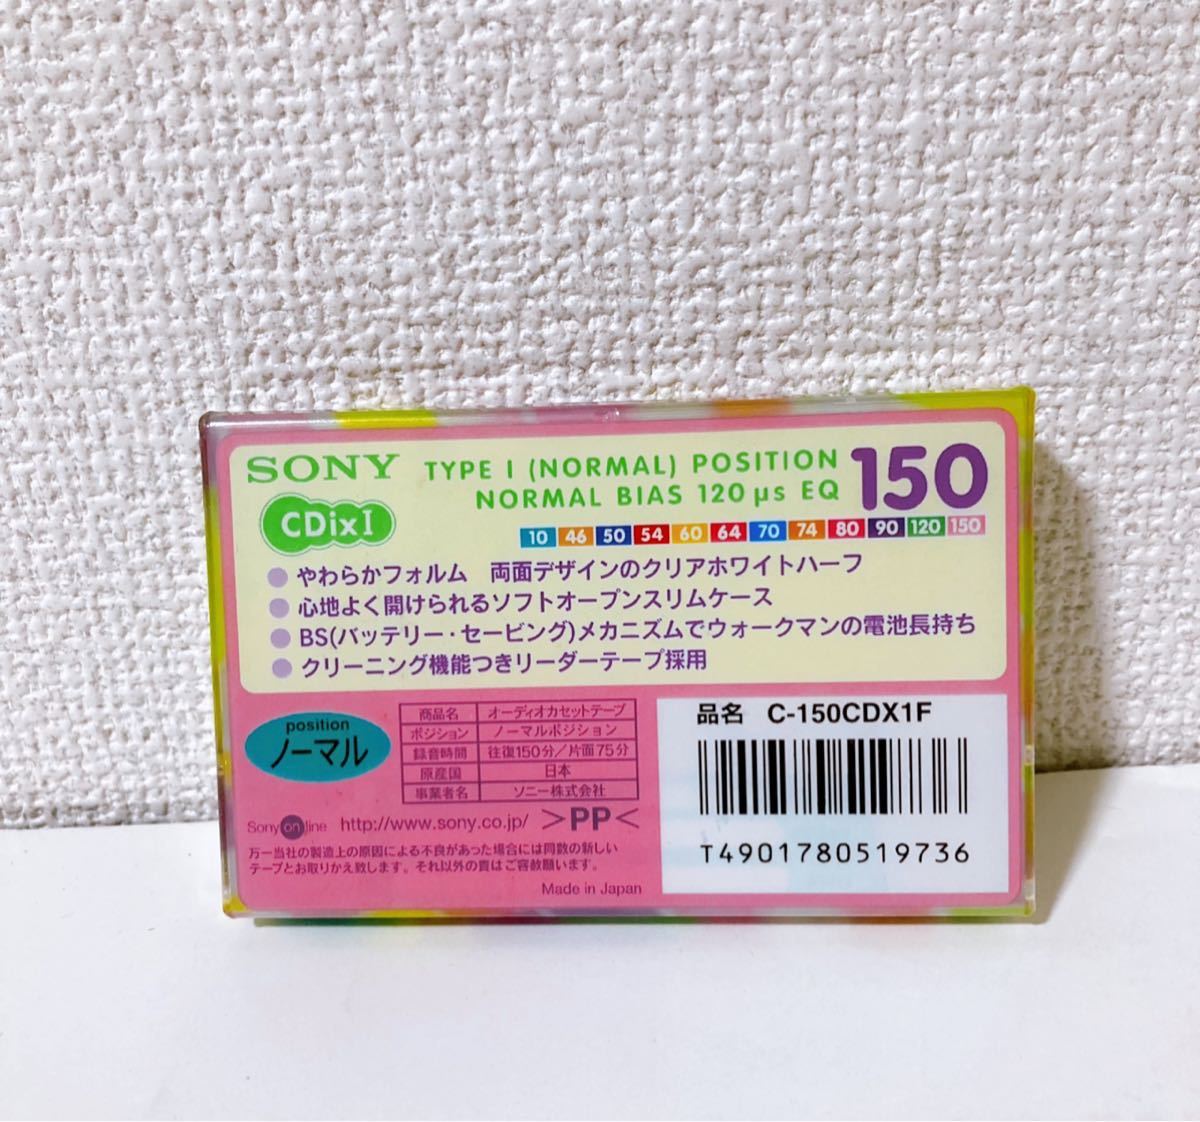 SONY
TYPE I (NORMAL) POSITION
NORMAL BIAS 120 μs EQ
150
CDixI
10 46 50 54 60 64 70 74 80 90 120 150
● やわらかフォルム　両面デザインのクリアホワイトハーフ
● 心地よく開けられるソフトオープンスリムケース
● BS(バッテリー・セービング)メカニズムでウォークマンの電池長持ち
● クリーニング機能つきリーダーテープ採用
position
ノーマル
商品名 オーディオカセットテープ
ポジション ノーマルポジション
録音時間 往復150分／片面75分
原産国 日本
事業者名 ソニー株式会社
Sony on line http://www.sony.co.jp/ >PP<
万一当社の製造上の原因による不良があった場合には同数の新しい
テープとお取りかえ致します。それ以外の責はご容赦願います。
Made in Japan
品名 C-150CDX1F
T4901780519736